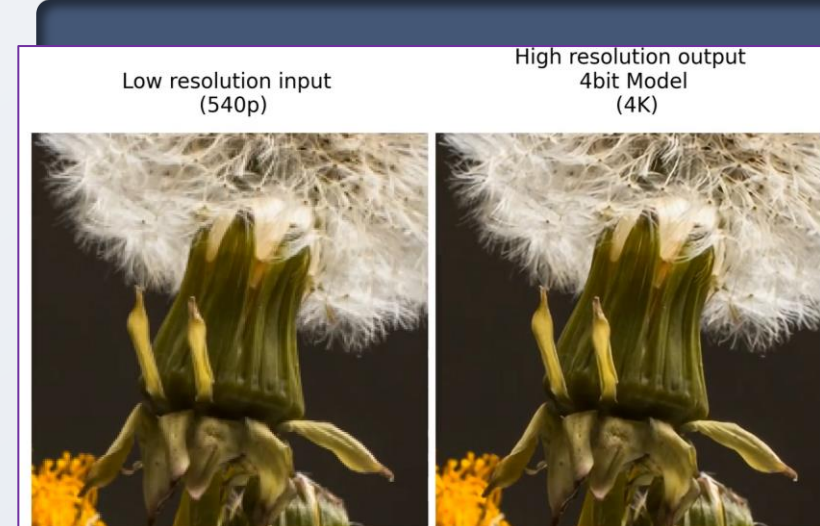 Low resolution input
(540p)
High resolution output
4bit Model
(4K)